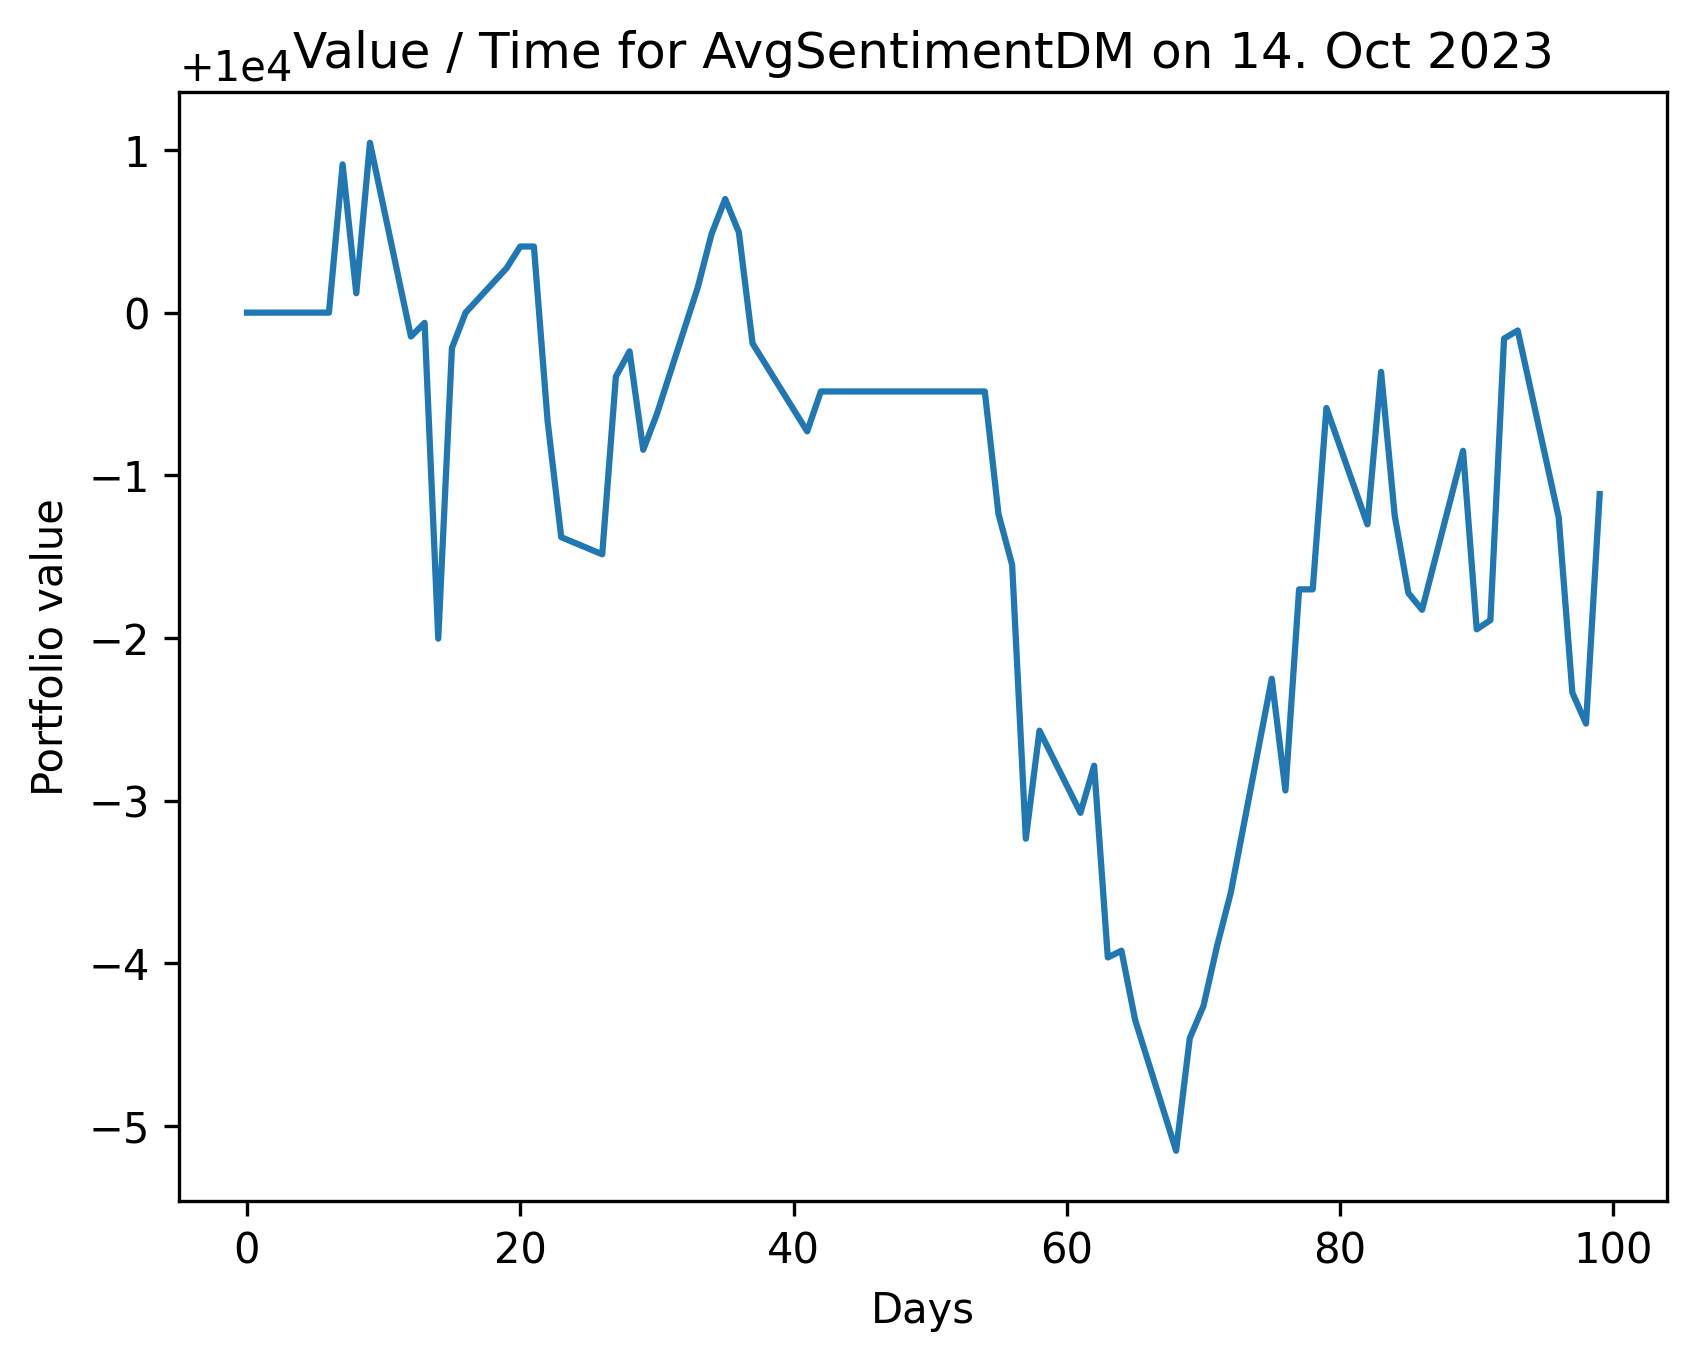 Value / Time for AvgSentimentDM on 14. Oct 2023
+1e4
1
0
−1
−2
−3
−4
−5
Portfolio value
0 20 40 60 80 100
Days